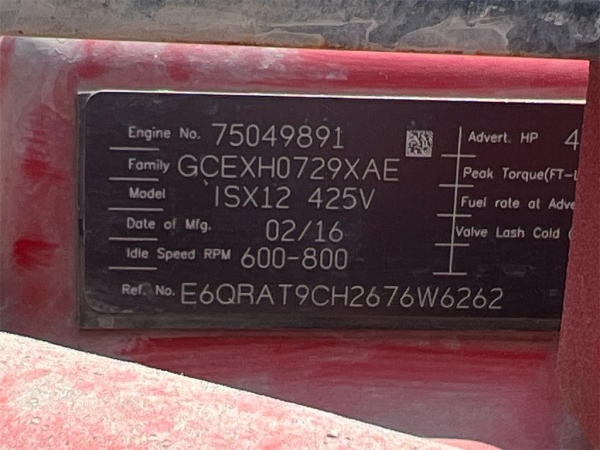 Engine No. 75049891
Family GCEXH0729XAE
Model ISX12 425V
Date of Mfg. 02/16
Idle Speed RPM 600-800
Ref. No. E6QRAT9CH2676W6262
Advert. HP 4
Peak Torque(FT-L
Fuel rate at Adve
Valve Lash Cold (